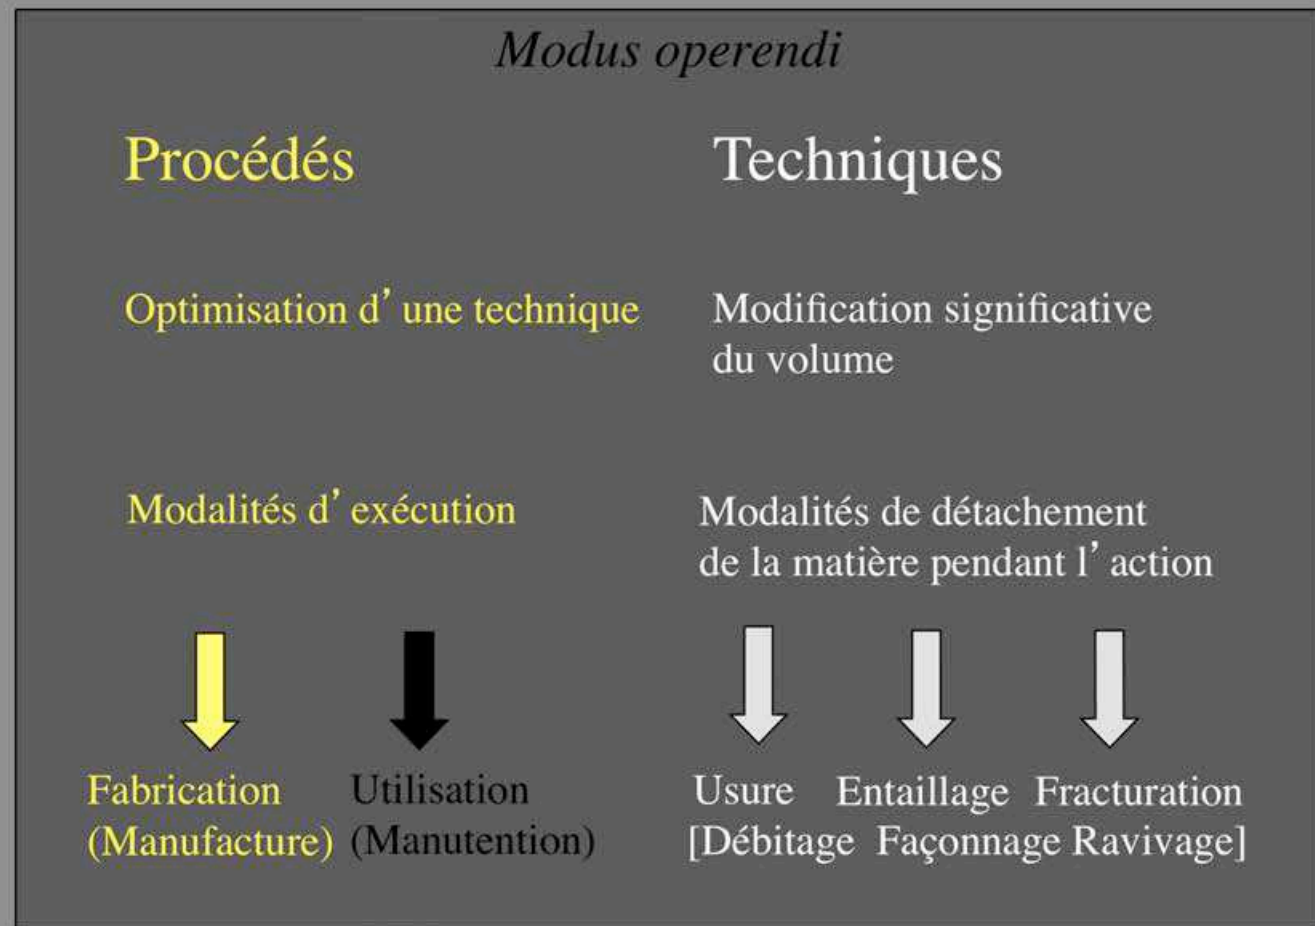 Modus operendi
Procédés
Techniques
Optimisation d’ une technique
Modification significative
du volume
Modalités d’ exécution
Modalités de détachement
de la matière pendant l’ action
Fabrication
(Manufacture)
Utilisation
(Manutention)
Usure Entaillage Fracturation
[Débitage Façonnage Ravivage]